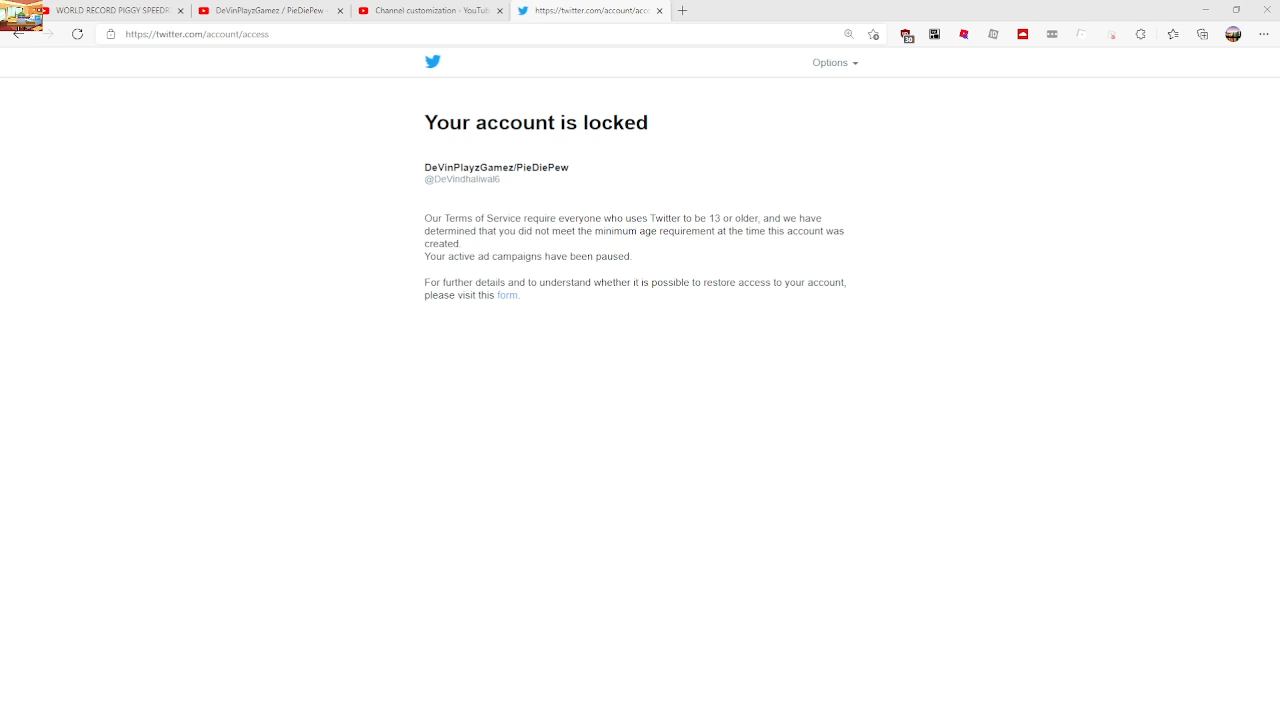 WORLD RECORD PIGGY SPEEDR
DeVinPlayzGamez / PieDiePew -
Channel customization - YouTub
https://twitter.com/account/acce
https://twitter.com/account/access
30
Options
Your account is locked
DeVinPlayzGamez/PieDiePew
@DeVindhaliwal6
Our Terms of Service require everyone who uses Twitter to be 13 or older, and we have
determined that you did not meet the minimum age requirement at the time this account was
created.
Your active ad campaigns have been paused.
For further details and to understand whether it is possible to restore access to your account,
please visit this form.